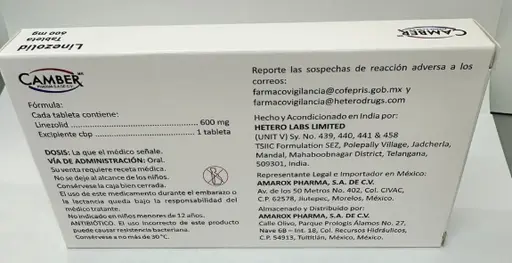 Linezolid
Tableta
600 mg
CAMBER
CAMBER
PHARMA S.A DE C.V.
Fórmula:
Cada tableta contiene:
Linezolid ........ 600 mg
Excipiente cbp ........ 1 tableta
DOSIS: La que el médico señale.
VÍA DE ADMINISTRACIÓN: Oral.
Su venta requiere receta médica.
No se deje al alcance de los niños.
Consérvese la caja bien cerrada.
El uso de este medicamento durante el embarazo o
la lactancia queda bajo la responsabilidad del
médico tratante.
No indicado en niños menores de 12 años.
ANTIBIÓTICO: El uso incorrecto de este producto
puede causar resistencia bacteriana.
Consérvese a no más de 30 °C.
Reporte las sospechas de reacción adversa a los
correos:
farmacovigilancia@cofepris.gob.mx y
farmacovigilancia@heterodrugs.com
Hecho y Acondicionado en India por:
HETERO LABS LIMITED
(UNIT V) Sy. No. 439, 440, 441 & 458
TSIIC Formulation SEZ, Polepally Village, Jadcherla,
Mandal, Mahaboobnagar District, Telangana,
509301, India.
Representante Legal e Importador en México:
AMAROX PHARMA, S.A. DE C.V.
Av. de los 50 Metros No. 402, Col. CIVAC,
C.P. 62578, Jiutepec, Morelos, México.
Almacenado y Distribuido por:
AMAROX PHARMA, S.A. DE C.V.
Calle Olivo, Parque Prologis Álamos No. 27,
Nave 6B – Int. 18, Col. Recursos Hidráulicos,
C.P. 54913, Tultitlán, México, México.